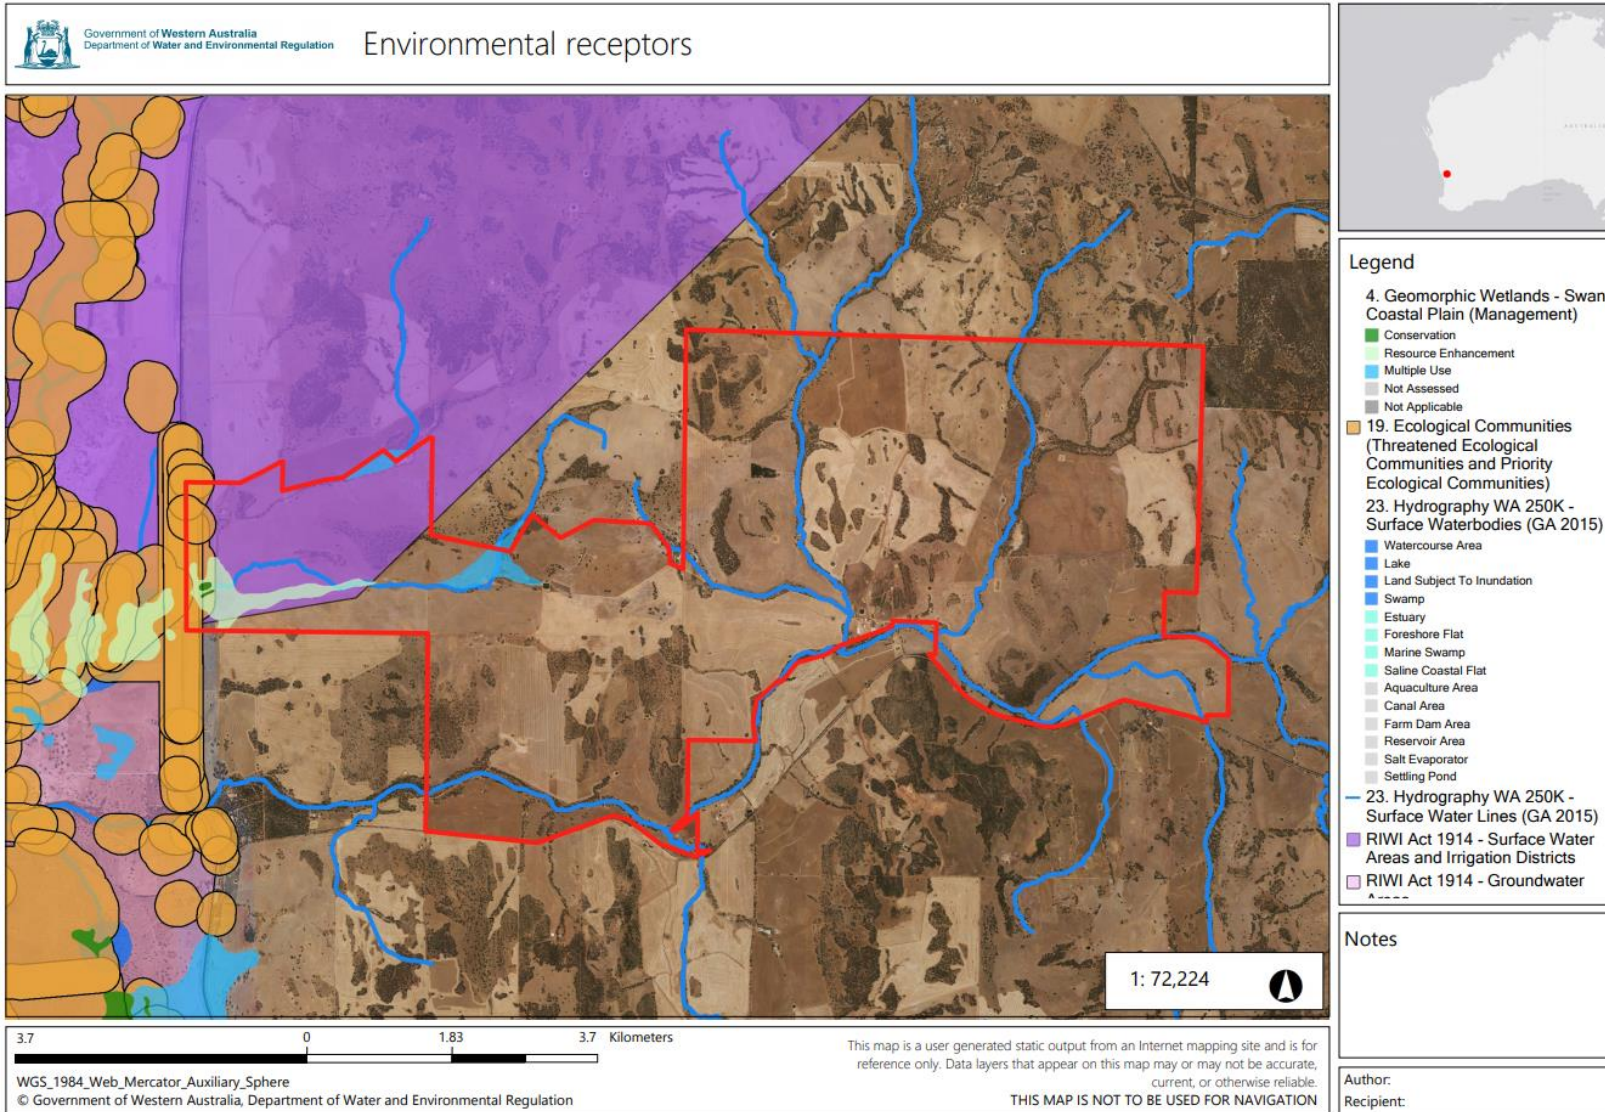 Government of Western Australia
Department of Water and Environmental Regulation
Environmental receptors
Legend
4. Geomorphic Wetlands - Swan
Coastal Plain (Management)
Conservation
Resource Enhancement
Multiple Use
Not Assessed
Not Applicable
19. Ecological Communities
(Threatened Ecological
Communities and Priority
Ecological Communities)
23. Hydrography WA 250K -
Surface Waterbodies (GA 2015)
Watercourse Area
Lake
Land Subject To Inundation
Swamp
Estuary
Foreshore Flat
Marine Swamp
Saline Coastal Flat
Aquaculture Area
Canal Area
Farm Dam Area
Reservoir Area
Salt Evaporator
Settling Pond
23. Hydrography WA 250K -
Surface Water Lines (GA 2015)
RIWI Act 1914 - Surface Water
Areas and Irrigation Districts
RIWI Act 1914 - Groundwater
Notes
1: 72,224
3.7 0 1.83 3.7 Kilometers
WGS_1984_Web_Mercator_Auxiliary_Sphere
© Government of Western Australia, Department of Water and Environmental Regulation
This map is a user generated static output from an Internet mapping site and is for
reference only. Data layers that appear on this map may or may not be accurate,
current, or otherwise reliable.
THIS MAP IS NOT TO BE USED FOR NAVIGATION
Author:
Recipient: